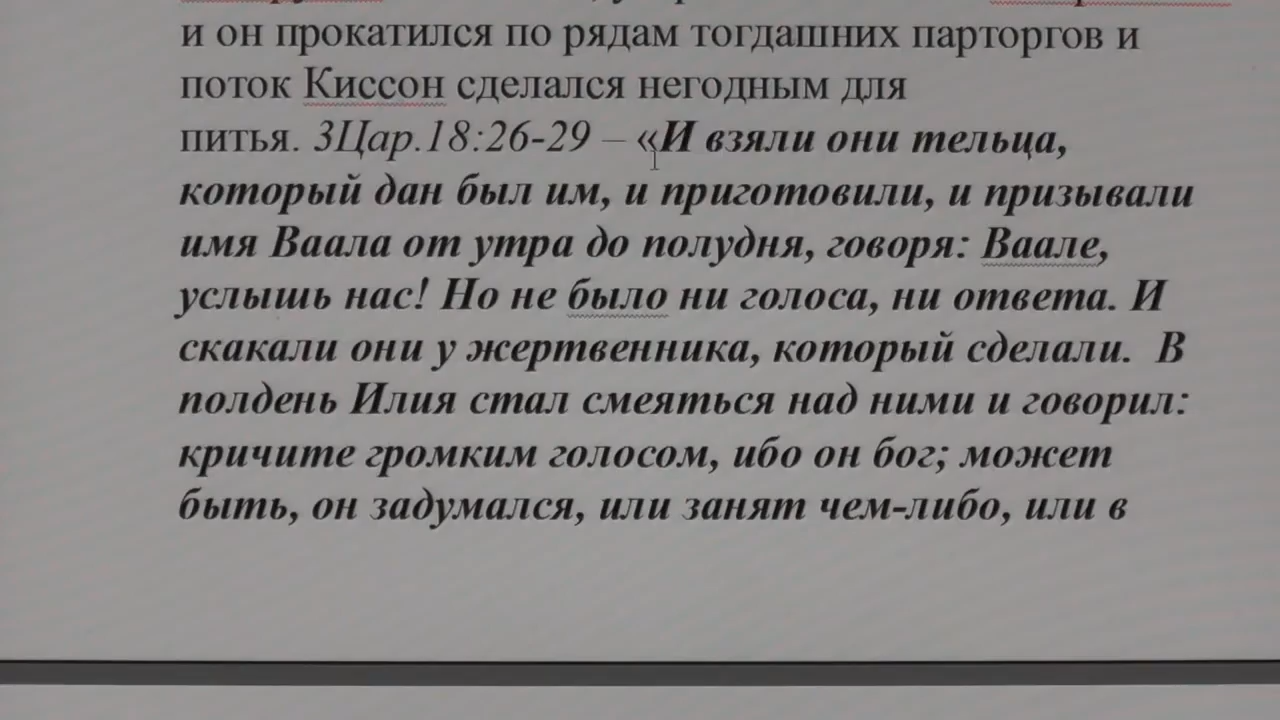 и он прокатился по рядам тогдашних парторгов и
поток Киссон сделался негодным для
питья. 3Цар.18:26-29 – «И взяли они тельца,
который дан был им, и приготовили, и призывали
имя Ваала от утра до полудня, говоря: Ваале,
услышь нас! Но не было ни голоса, ни ответа. И
скакали они у жертвенника, который сделали. В
полдень Илия стал смеяться над ними и говорил:
кричите громким голосом, ибо он бог; может
быть, он задумался, или занят чем-либо, или в